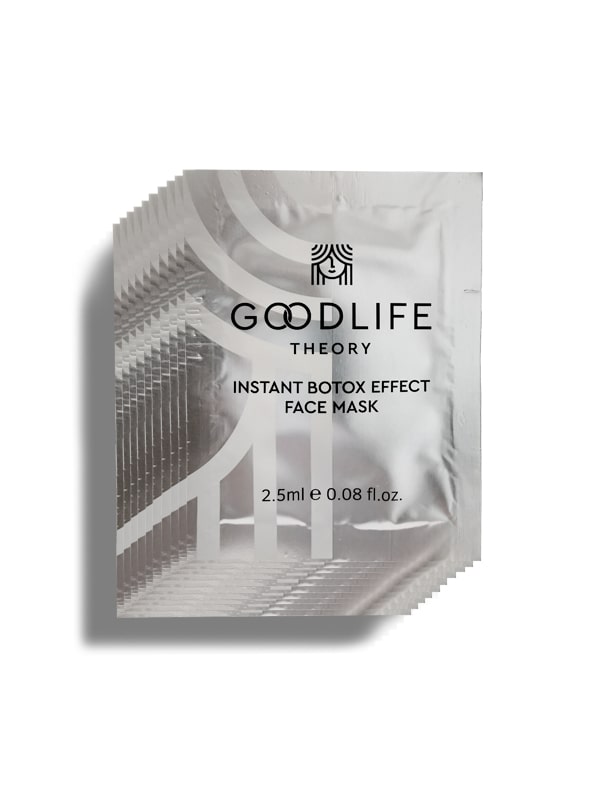 GOODLIFE
THEORY
INSTANT BOTOX EFFECT
FACE MASK
2.5ml ℮ 0.08 fl.oz.